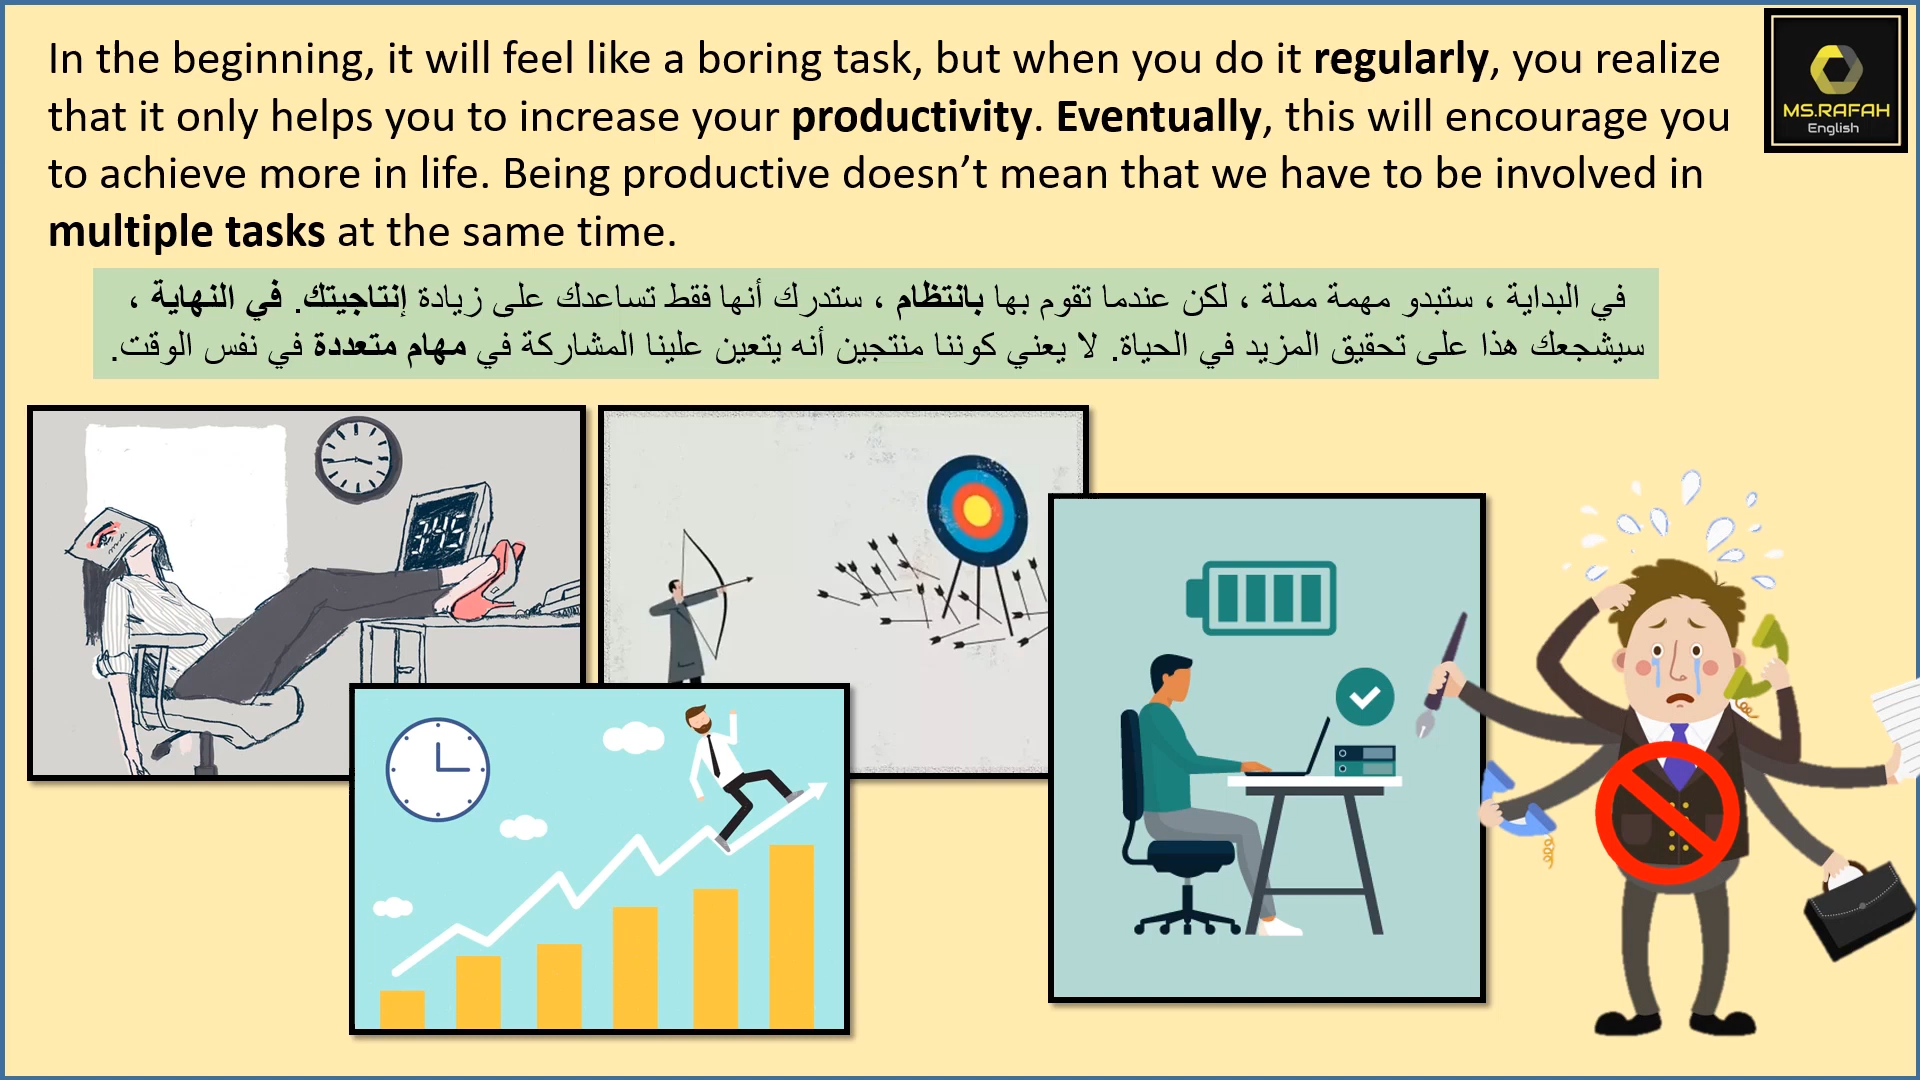 In the beginning, it will feel like a boring task, but when you do it regularly, you realize
that it only helps you to increase your productivity. Eventually, this will encourage you
to achieve more in life. Being productive doesn’t mean that we have to be involved in
multiple tasks at the same time.
MS.RAFAH
English
في البداية ، ستبدو مهمة مملة ، لكن عندما تقوم بها بانتظام ، ستدرك أنها فقط تساعدك على زيادة إنتاجيتك. في النهاية ،
سيشجعك هذا على تحقيق المزيد في الحياة. لا يعني كوننا منتجين أنه يتعين علينا المشاركة في مهام متعددة في نفس الوقت.
3:45